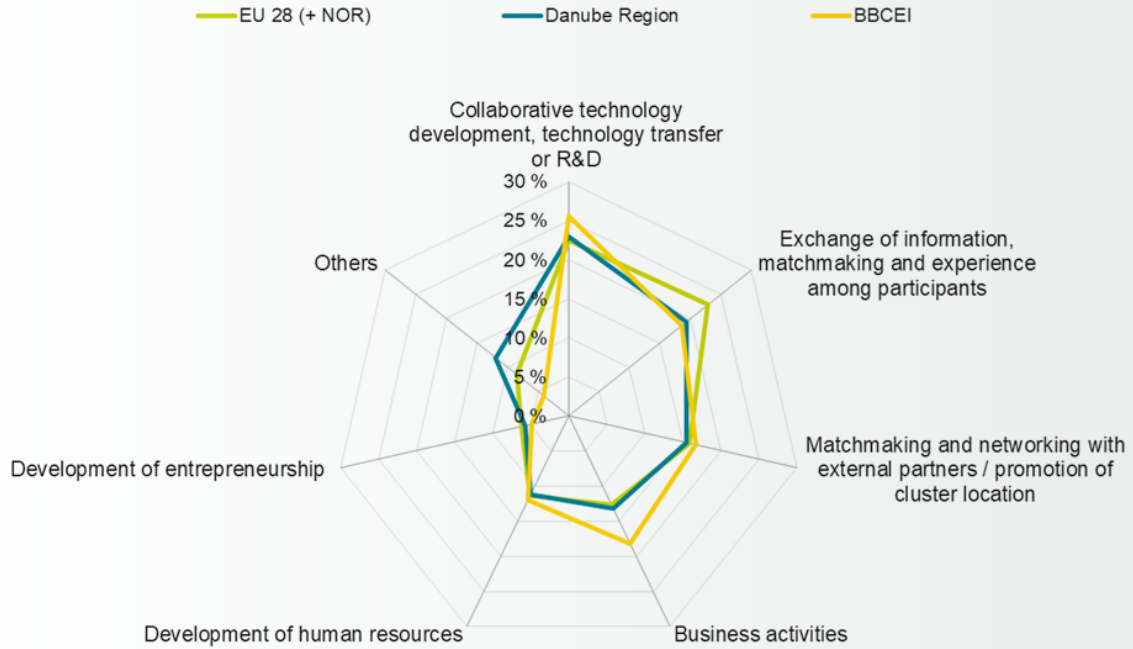 EU 28 (+ NOR)
Danube Region
BBCEI
Collaborative technology
development, technology transfer
or R&D
30 %
25 %
20 %
15 %
10 %
5 %
0 %
Exchange of information,
matchmaking and experience
among participants
Others
Matchmaking and networking with
external partners / promotion of
cluster location
Development of entrepreneurship
Development of human resources
Business activities